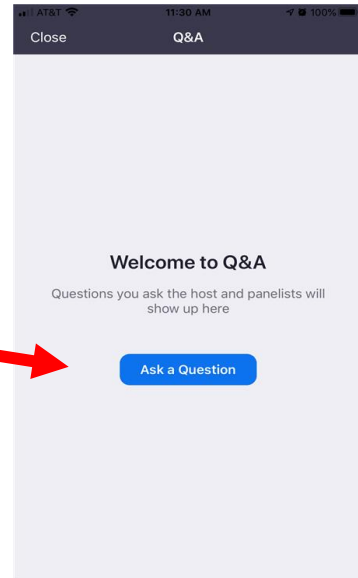 AT&T 11:30 AM 100%
Close Q&A
Welcome to Q&A
Questions you ask the host and panelists will
show up here
Ask a Question